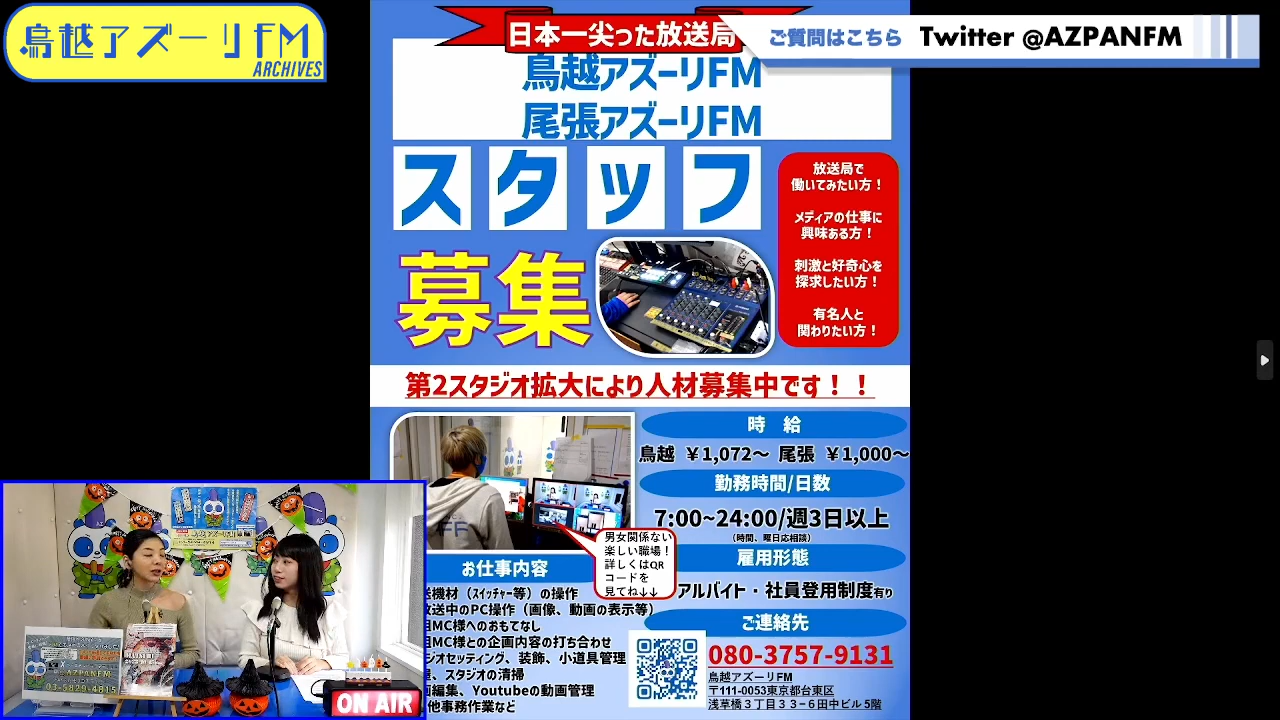 鳥越アズーリFM
ARCHIVES
ご質問はこちら Twitter @AZPANFM
日本一尖った放送局
鳥越アズーリFM
尾張アズーリFM
スタッフ
募集
放送局で
働いてみたい方！
メディアの仕事に
興味ある方！
刺激と好奇心を
探求したい方！
有名人と
関わりたい方！
第2スタジオ拡大により人材募集中です！！
時 給
鳥越 ￥1,072～ 尾張 ￥1,000～
勤務時間/日数
7:00~24:00/週3日以上
（時間、曜日応相談）
雇用形態
アルバイト・社員登用制度有り
男女関係ない
楽しい職場！
詳しくはQR
コードを
見てね↓↓
お仕事内容
機材（ｽｲｯﾁｬｰ等）の操作
送中のPC操作（画像、動画の表示等）
MC様へのおもてなし
MC様との企画内容の打ち合わせ
ジオセッティング、装飾、小道具管理
、スタジオの清掃
編集、Youtubeの動画管理
他事務作業など
ご連絡先
080-3757-9131
鳥越アズーリFM
〒111-0053東京都台東区
浅草橋３丁目３３−６田中ビル5階
AZPANFM
03-5829-4815
ON AIR